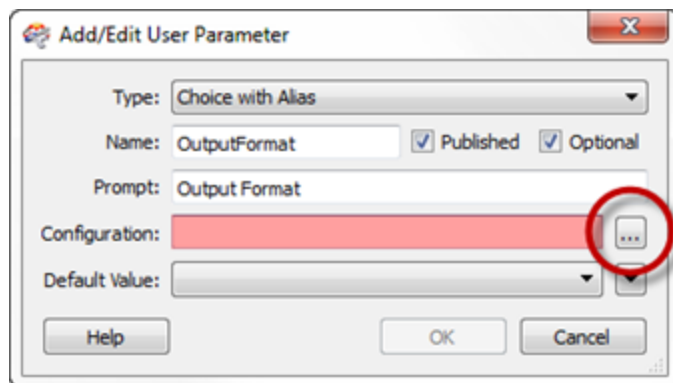 Add/Edit User Parameter
Type: Choice with Alias
Name: OutputFormat Published Optional
Prompt: Output Format
Configuration: ...
Default Value:
Help OK Cancel